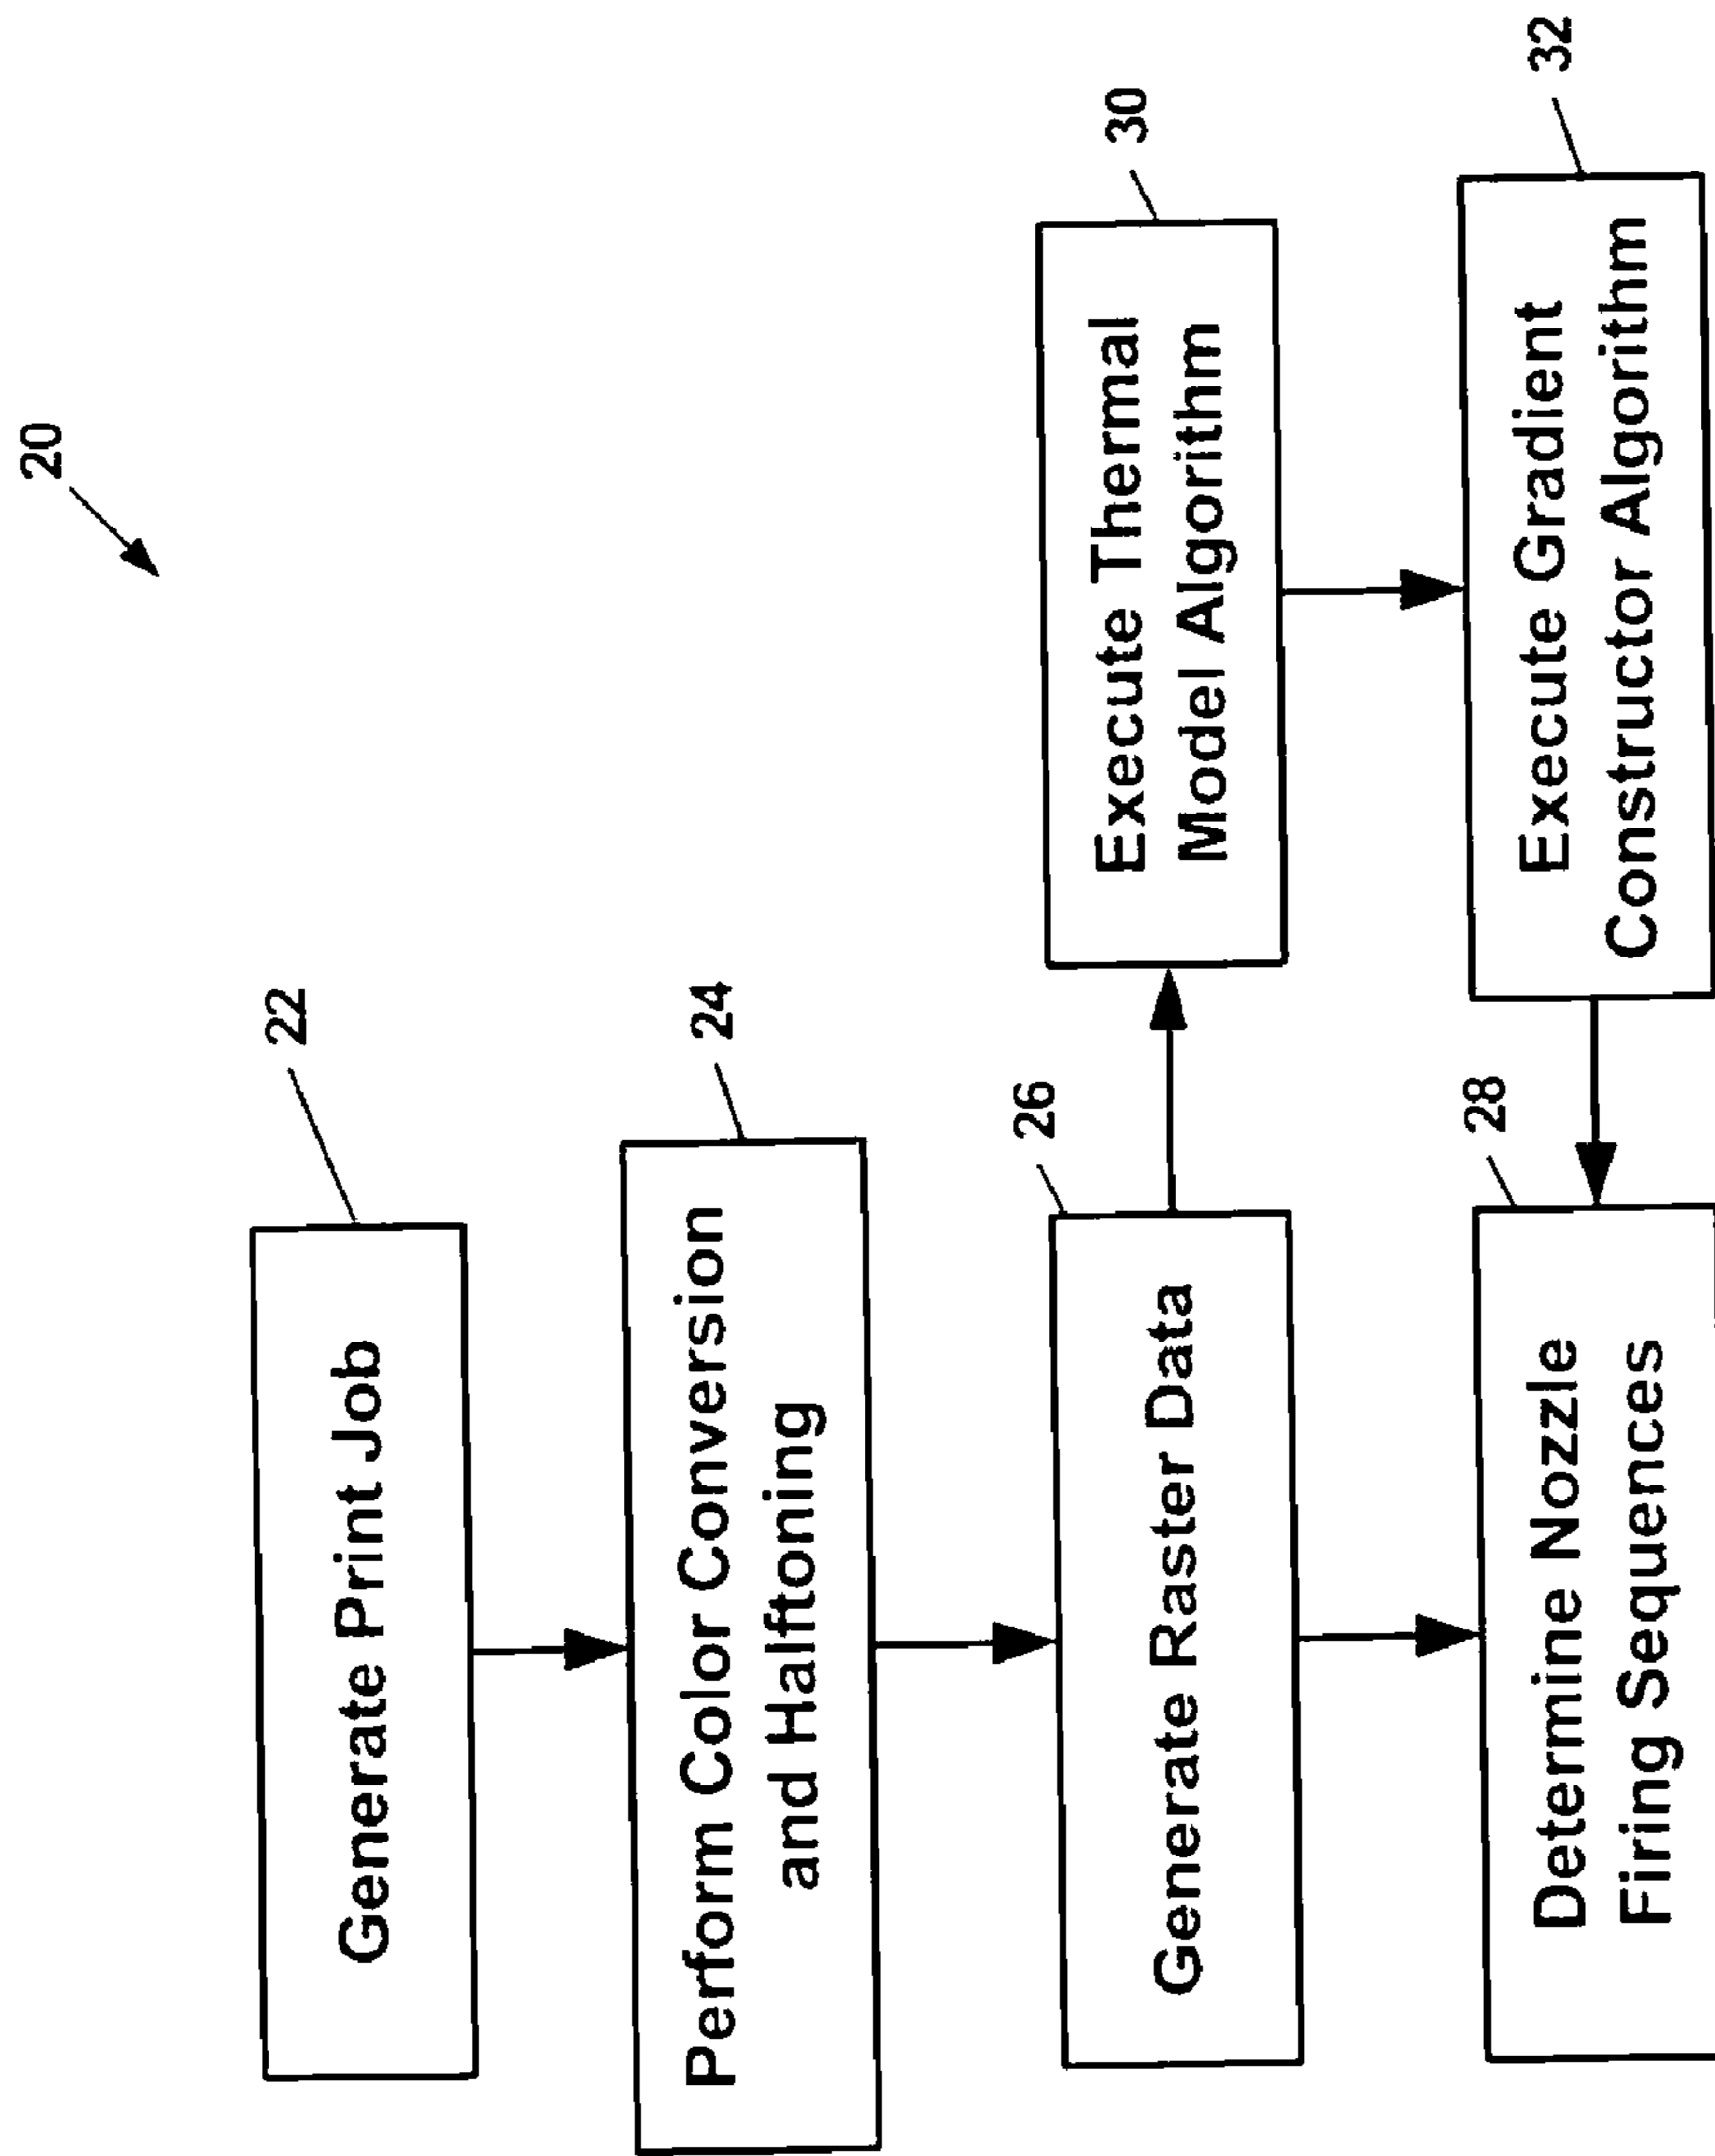 20
22
Generate Print Job
24
Perform Color Conversion
and Halftoning
26
Generate Raster Data
30
Execute Thermal
Model Algorithm
28
Determine Nozzle
Firing Sequences
32
Execute Gradient
Constructor Algorithm